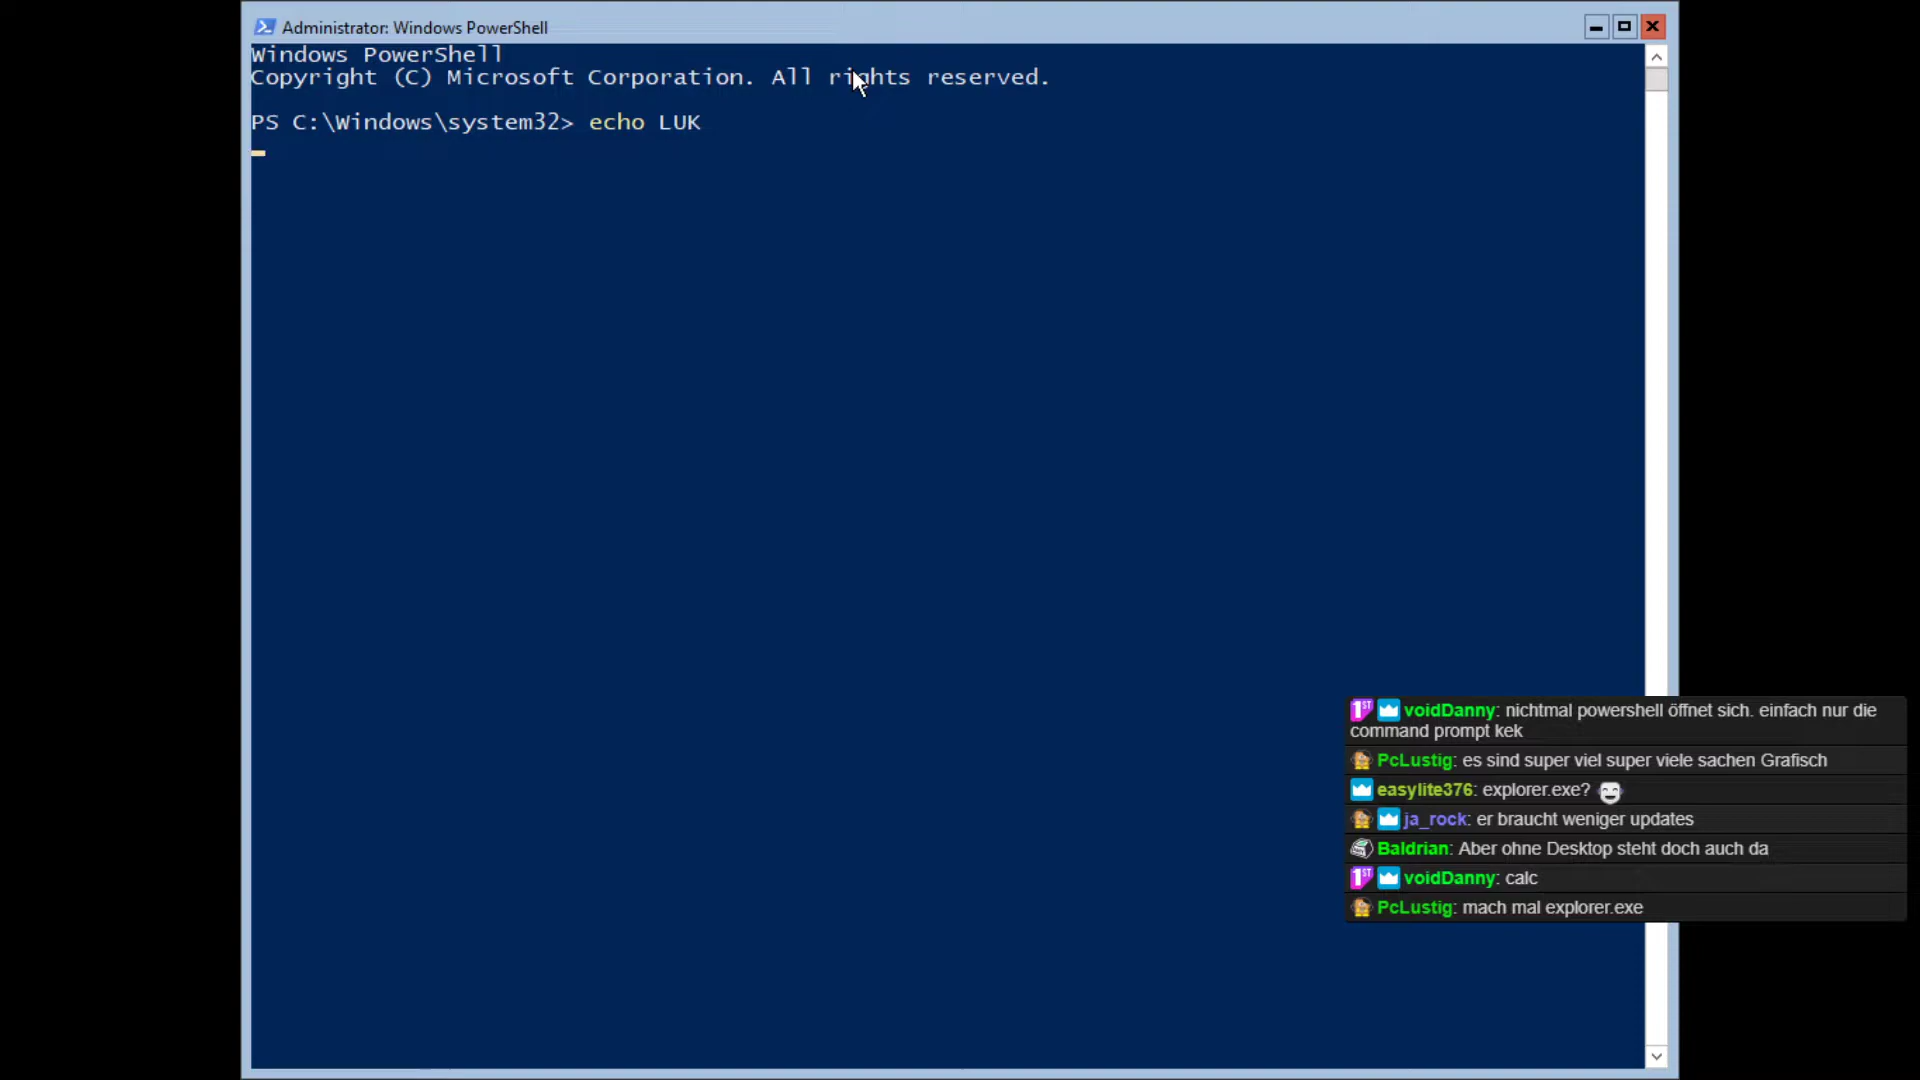 Administrator: Windows PowerShell
Windows PowerShell
Copyright (C) Microsoft Corporation. All rights reserved.
PS C:\Windows\system32> echo LUK
voidDanny: nichtmal powershell öffnet sich. einfach nur die
command prompt kek
PcLustig: es sind super viel super viele sachen Grafisch
easylite376: explorer.exe?
ja_rock: er braucht weniger updates
Baldrian: Aber ohne Desktop steht doch auch da
voidDanny: calc
PcLustig: mach mal explorer.exe